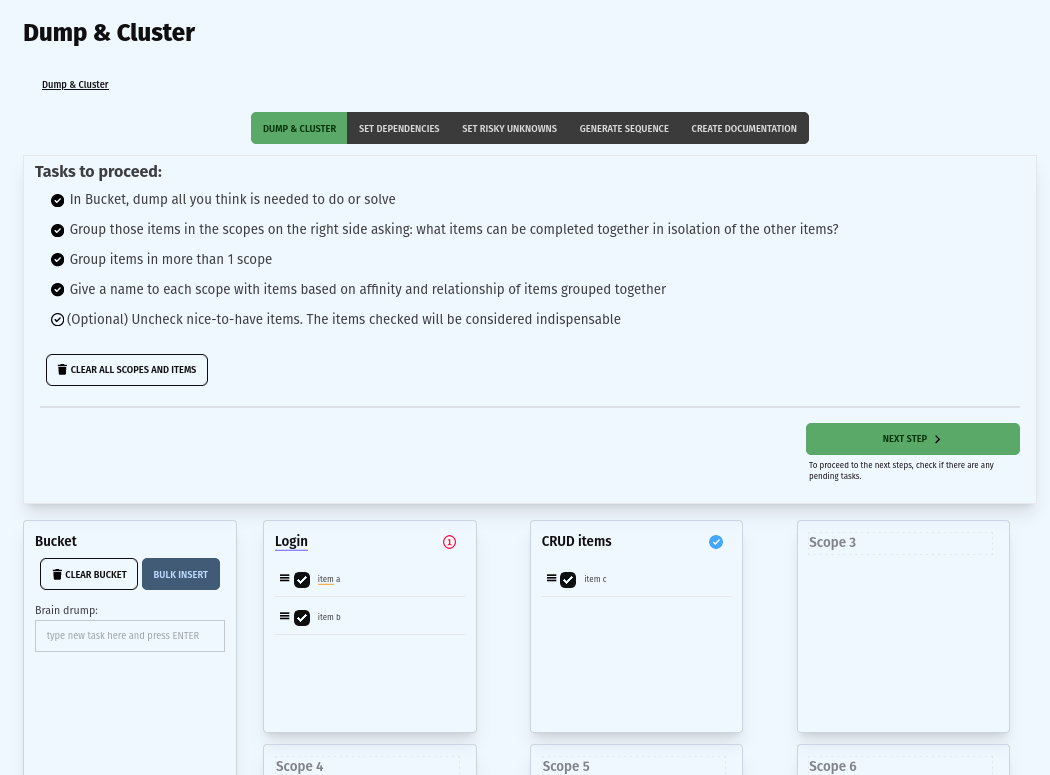 Dump & Cluster
Dump & Cluster
DUMP & CLUSTER SET DEPENDENCIES SET RISKY UNKNOWNS GENERATE SEQUENCE CREATE DOCUMENTATION
Tasks to proceed:
In Bucket, dump all you think is needed to do or solve
Group those items in the scopes on the right side asking: what items can be completed together in isolation of the other items?
Group items in more than 1 scope
Give a name to each scope with items based on affinity and relationship of items grouped together
(Optional) Uncheck nice-to-have items. The items checked will be considered indispensable
CLEAR ALL SCOPES AND ITEMS
NEXT STEP
To proceed to the next steps, check if there are any
pending tasks.
Bucket
CLEAR BUCKET BULK INSERT
Brain drump:
type new task here and press ENTER
Login 1
item a
item b
CRUD items
item c
Scope 3
Scope 4
Scope 5
Scope 6